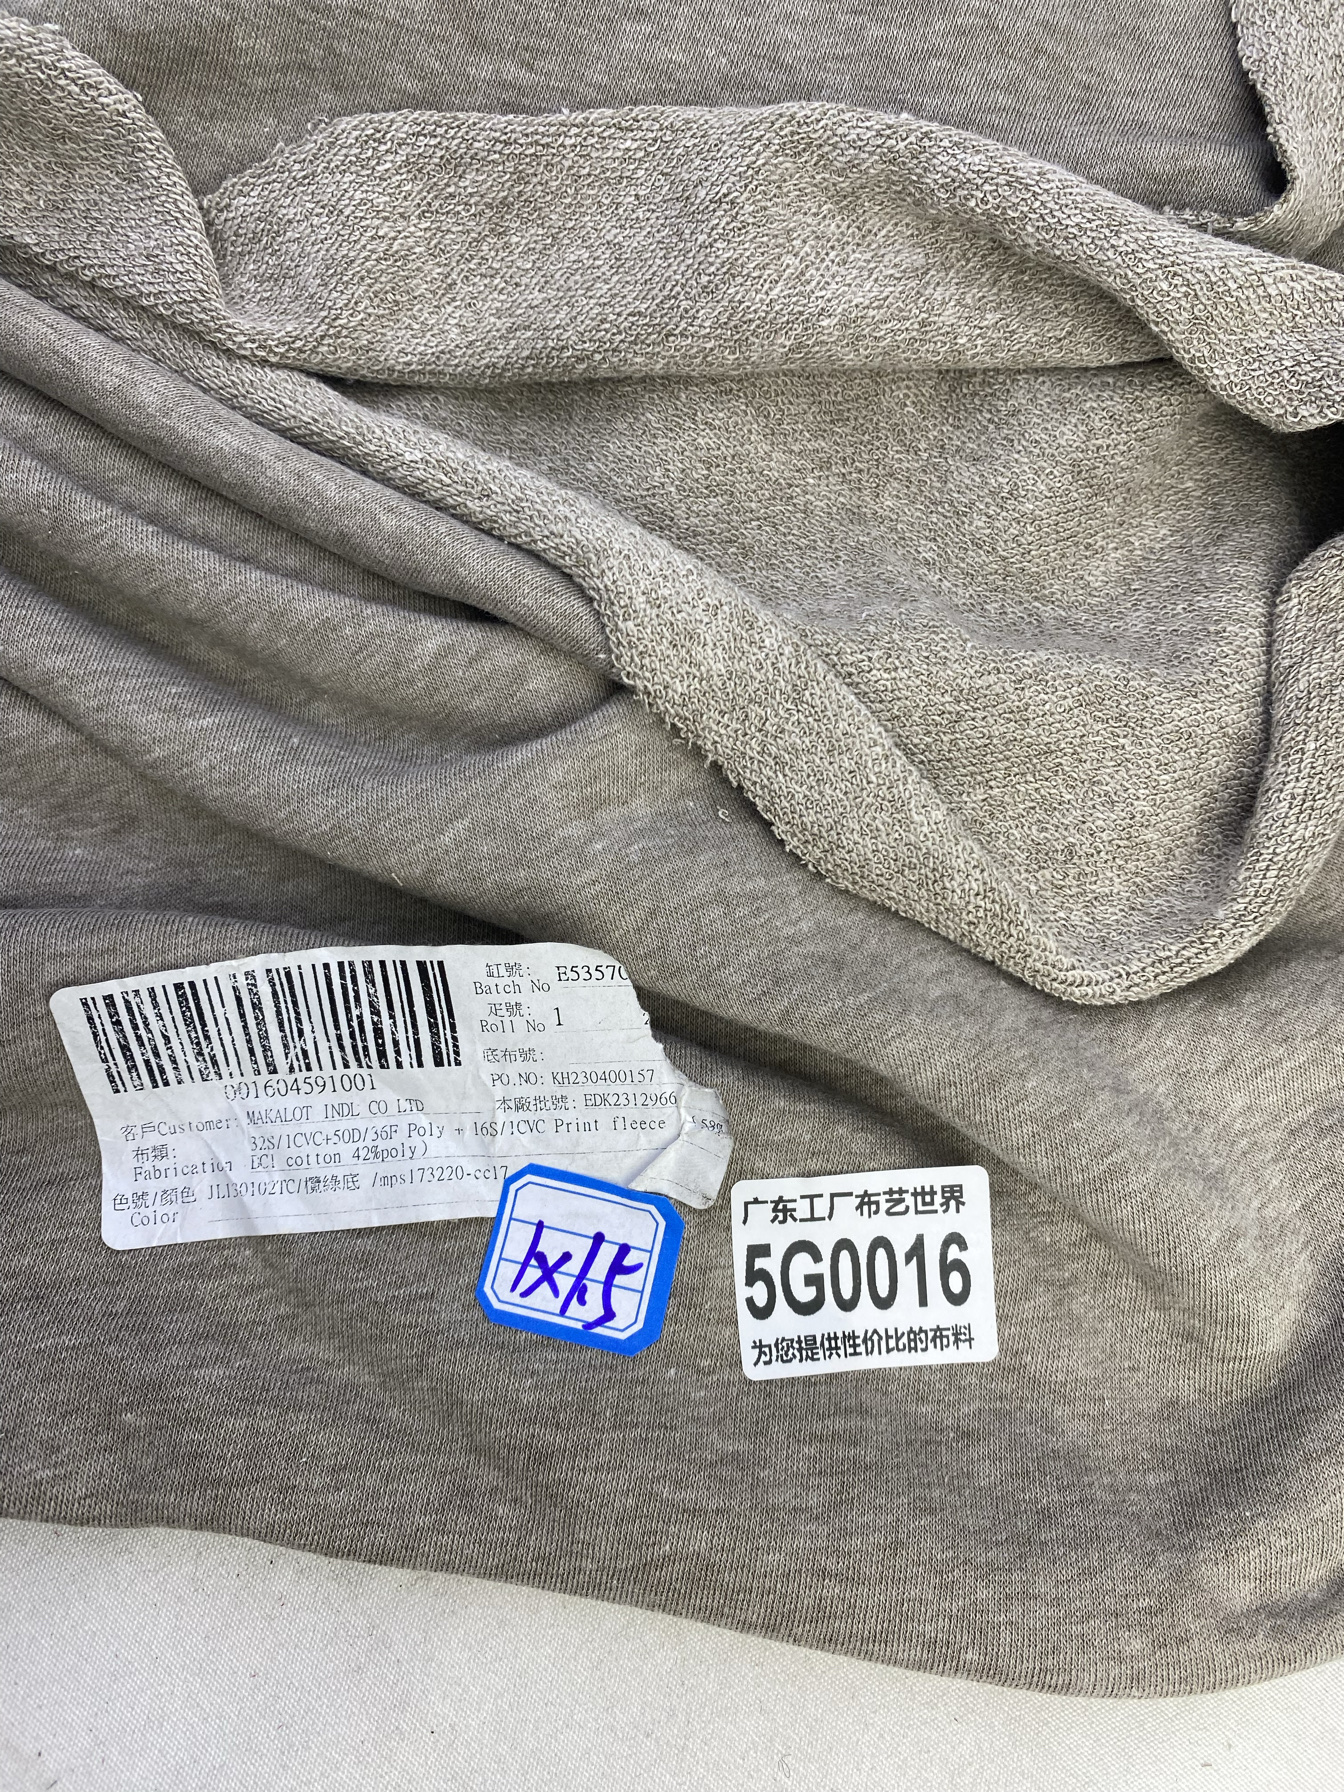 001604591001
缸號:
Batch No E5357
疋號:
Roll No 1
底布號:
PO.NO: KH230400157
本廠批號: EDK2312966
客戶Customer: MAKALOT INDL CO LTD
布類:
Fabrication
32S/1CVC+50D/36F Poly + 16S/1CVC Print fleece
BCI cotton 42%poly)
色號/顏色 JL130102TC/欖綠底 /mps173220-cc17
Color
1x1.5
广东工厂布艺世界
5G0016
为您提供性价比的布料